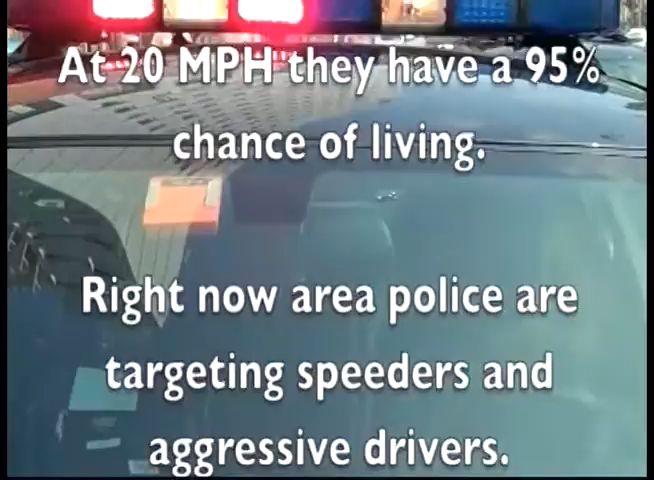 At 20 MPH they have a 95%
chance of living.
Right now area police are
targeting speeders and
aggressive drivers.